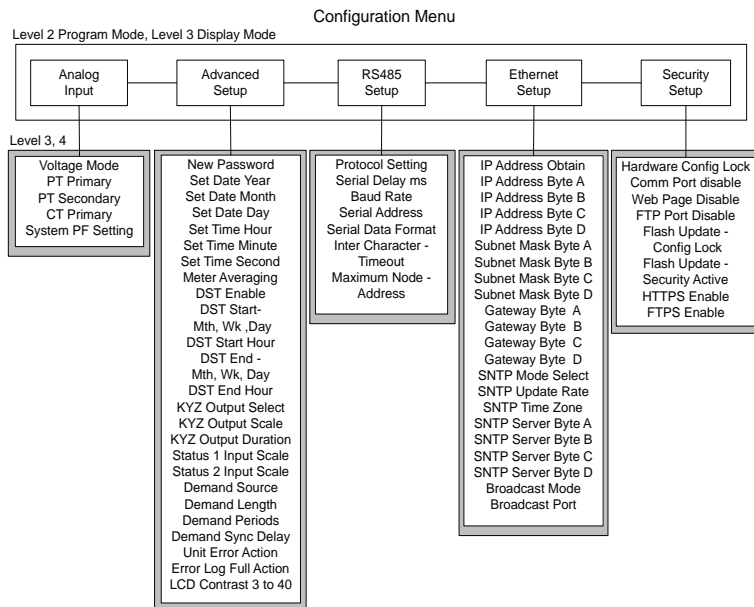 Configuration Menu
Level 2 Program Mode, Level 3 Display Mode
Analog
Input
Advanced
Setup
RS485
Setup
Ethernet
Setup
Security
Setup
Level 3, 4
Voltage Mode
PT Primary
PT Secondary
CT Primary
System PF Setting
New Password
Set Date Year
Set Date Month
Set Date Day
Set Time Hour
Set Time Minute
Set Time Second
Meter Averaging
DST Enable
DST Start-
Mth, Wk ,Day
DST Start Hour
DST End -
Mth, Wk, Day
DST End Hour
KYZ Output Select
KYZ Output Scale
KYZ Output Duration
Status 1 Input Scale
Status 2 Input Scale
Demand Source
Demand Length
Demand Periods
Demand Sync Delay
Unit Error Action
Error Log Full Action
LCD Contrast 3 to 40
Protocol Setting
Serial Delay ms
Baud Rate
Serial Address
Serial Data Format
Inter Character -
Timeout
Maximum Node -
Address
IP Address Obtain
IP Address Byte A
IP Address Byte B
IP Address Byte C
IP Address Byte D
Subnet Mask Byte A
Subnet Mask Byte B
Subnet Mask Byte C
Subnet Mask Byte D
Gateway Byte A
Gateway Byte B
Gateway Byte C
Gateway Byte D
SNTP Mode Select
SNTP Update Rate
SNTP Time Zone
SNTP Server Byte A
SNTP Server Byte B
SNTP Server Byte C
SNTP Server Byte D
Broadcast Mode
Broadcast Port
Hardware Config Lock
Comm Port disable
Web Page Disable
FTP Port Disable
Flash Update -
Config Lock
Flash Update -
Security Active
HTTPS Enable
FTPS Enable